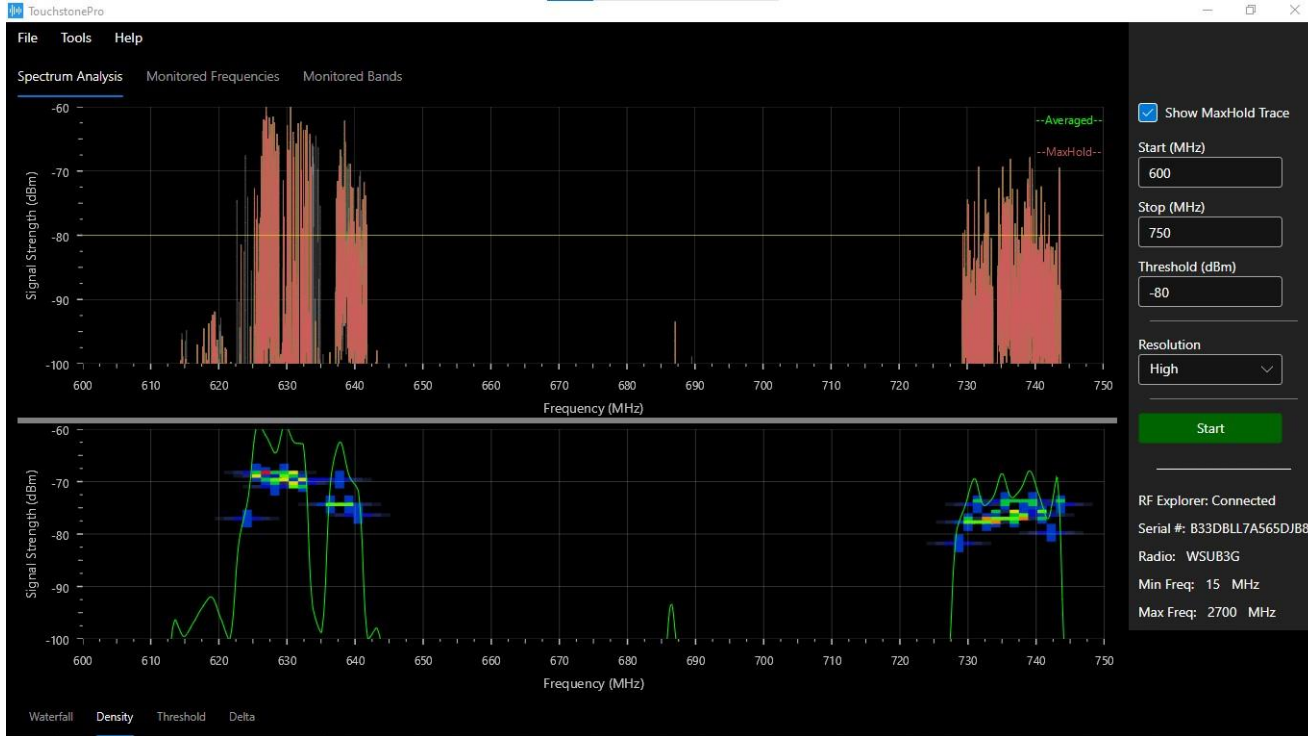 TouchstonePro
File Tools Help
Spectrum Analysis Monitored Frequencies Monitored Bands
-60
-70
-80
-90
-100
Signal Strength (dBm)
--Averaged--
--MaxHold--
600 610 620 630 640 650 660 670 680 690 700 710 720 730 740 750
Frequency (MHz)
-60
-70
-80
-90
-100
Signal Strength (dBm)
600 610 620 630 640 650 660 670 680 690 700 710 720 730 740 750
Frequency (MHz)
Waterfall Density Threshold Delta
Show MaxHold Trace
Start (MHz)
600
Stop (MHz)
750
Threshold (dBm)
-80
Resolution
High
Start
RF Explorer: Connected
Serial #: B33DBLL7A565DJB8
Radio: WSUB3G
Min Freq: 15 MHz
Max Freq: 2700 MHz